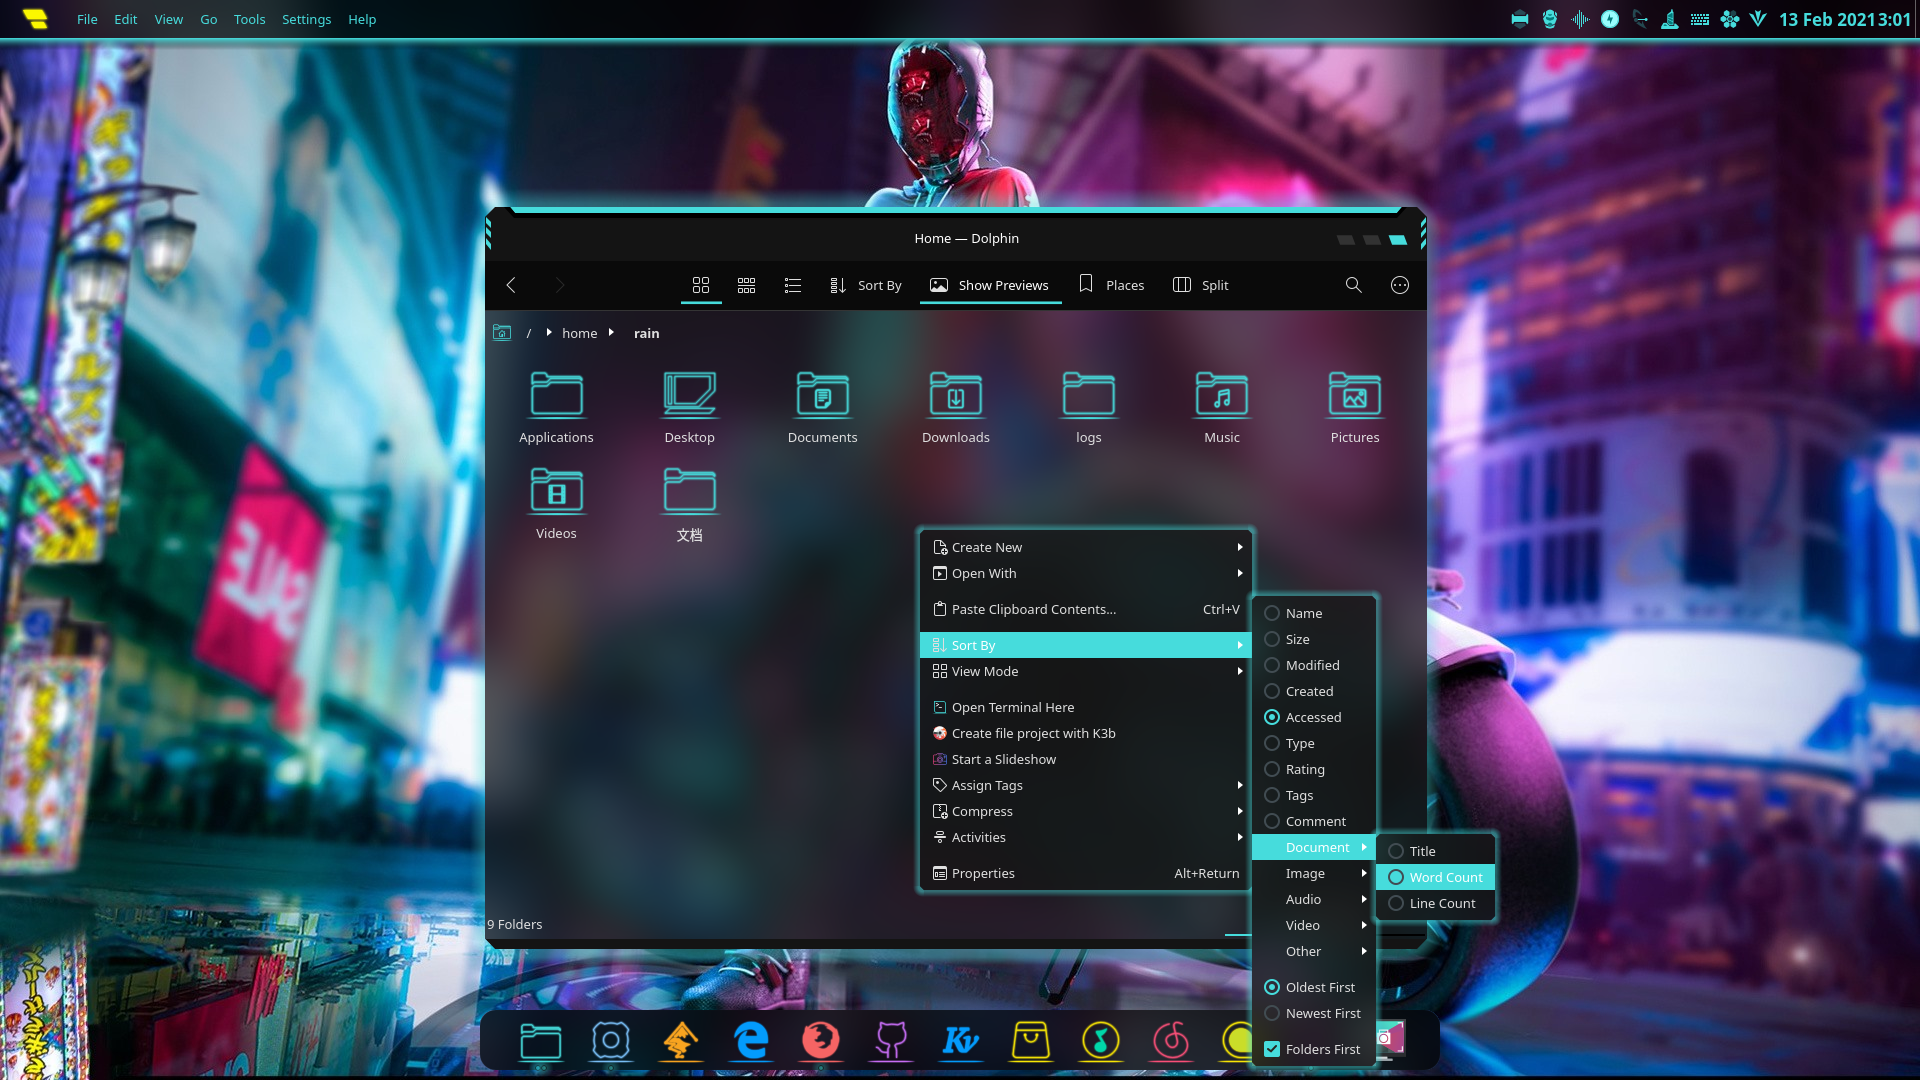 File Edit View Go Tools Settings Help
13 Feb 2021 3:01
Home — Dolphin
Sort By Show Previews Places Split
/ home rain
Applications Desktop Documents Downloads logs Music Pictures
Videos 文档
Create New
Open With
Paste Clipboard Contents... Ctrl+V
Sort By
View Mode
Open Terminal Here
Create file project with K3b
Start a Slideshow
Assign Tags
Compress
Activities
Properties Alt+Return
Name
Size
Modified
Created
Accessed
Type
Rating
Tags
Comment
Document
Image
Audio
Video
Other
Oldest First
Newest First
Folders First
Title
Word Count
Line Count
9 Folders
SALE
Kv